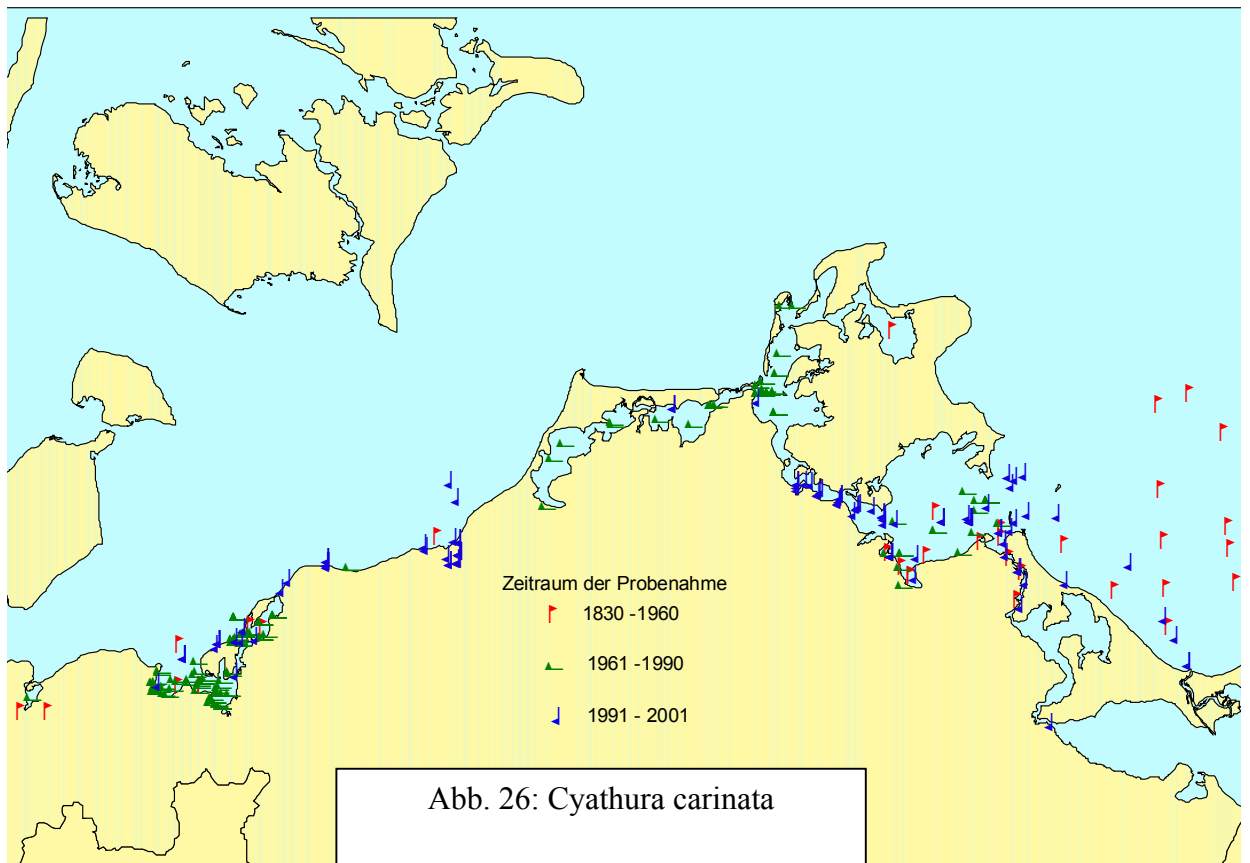 Zeitraum der Probenahme
1830 -1960
1961 -1990
1991 - 2001
Abb. 26: Cyathura carinata